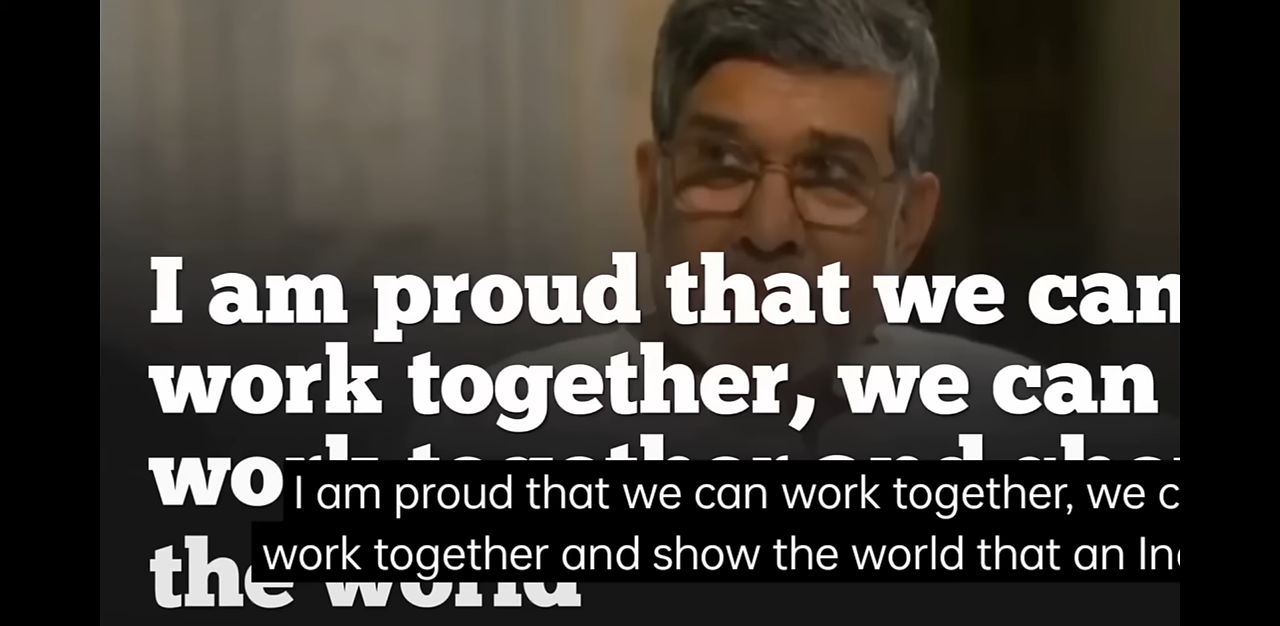 I am proud that we can
work together, we can
wo
the world
I am proud that we can work together, we c
work together and show the world that an In